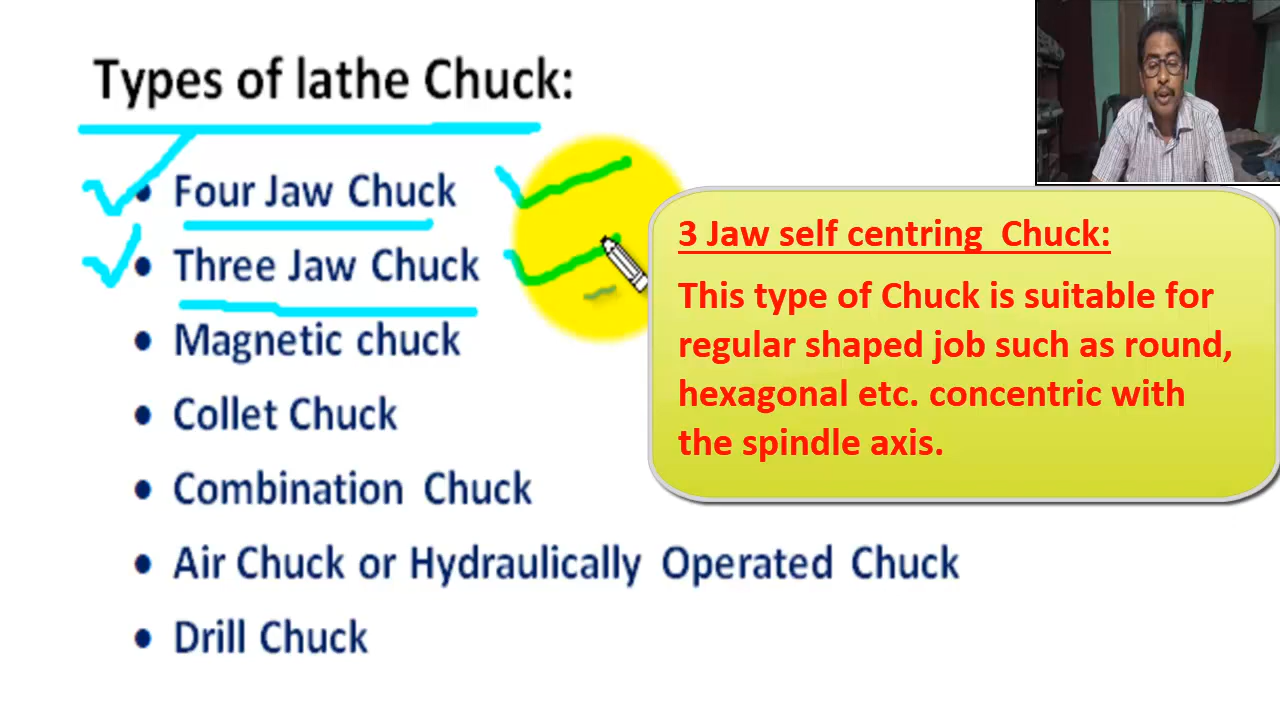 Types of lathe Chuck:
• Four Jaw Chuck
• Three Jaw Chuck
• Magnetic chuck
• Collet Chuck
• Combination Chuck
• Air Chuck or Hydraulically Operated Chuck
• Drill Chuck
3 Jaw self centring Chuck:
This type of Chuck is suitable for
regular shaped job such as round,
hexagonal etc. concentric with
the spindle axis.